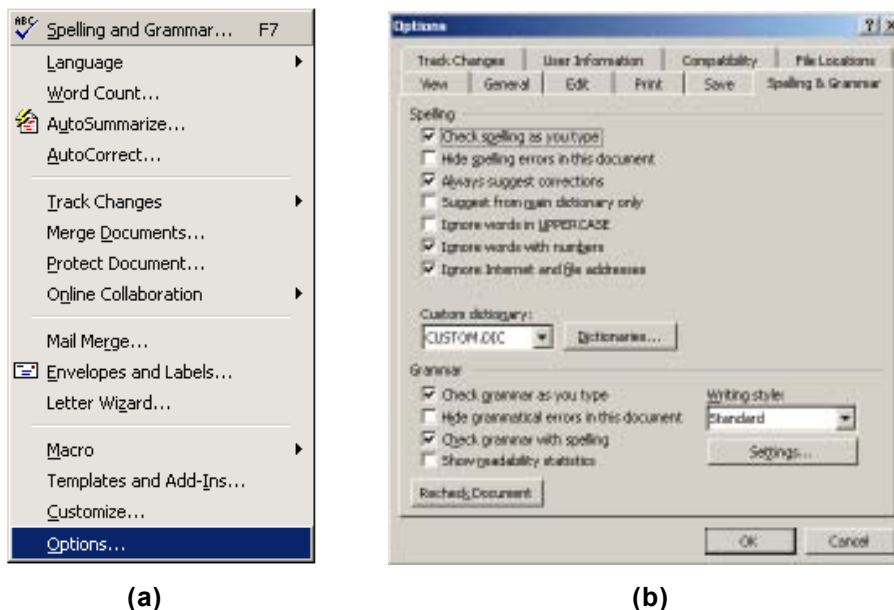 ABC
Spelling and Grammar... F7
Language
Word Count...
AutoSummarize...
AutoCorrect...
Track Changes
Merge Documents...
Protect Document...
Online Collaboration
Mail Merge...
Envelopes and Labels...
Letter Wizard...
Macro
Templates and Add-Ins...
Customize...
Options...
(a)
Options
Track Changes User Information Compatibility File Locations
View General Edit Print Save Spelling & Grammar
Spelling
Check spelling as you type
Hide spelling errors in this document
Always suggest corrections
Suggest from main dictionary only
Ignore words in UPPERCASE
Ignore words with numbers
Ignore Internet and file addresses
Custom dictionary:
CUSTOM.DIC Dictionaries...
Grammar
Check grammar as you type Writing style:
Hide grammatical errors in this document Standard
Check grammar with spelling Settings...
Show readability statistics
Recheck Document
OK Cancel
(b)